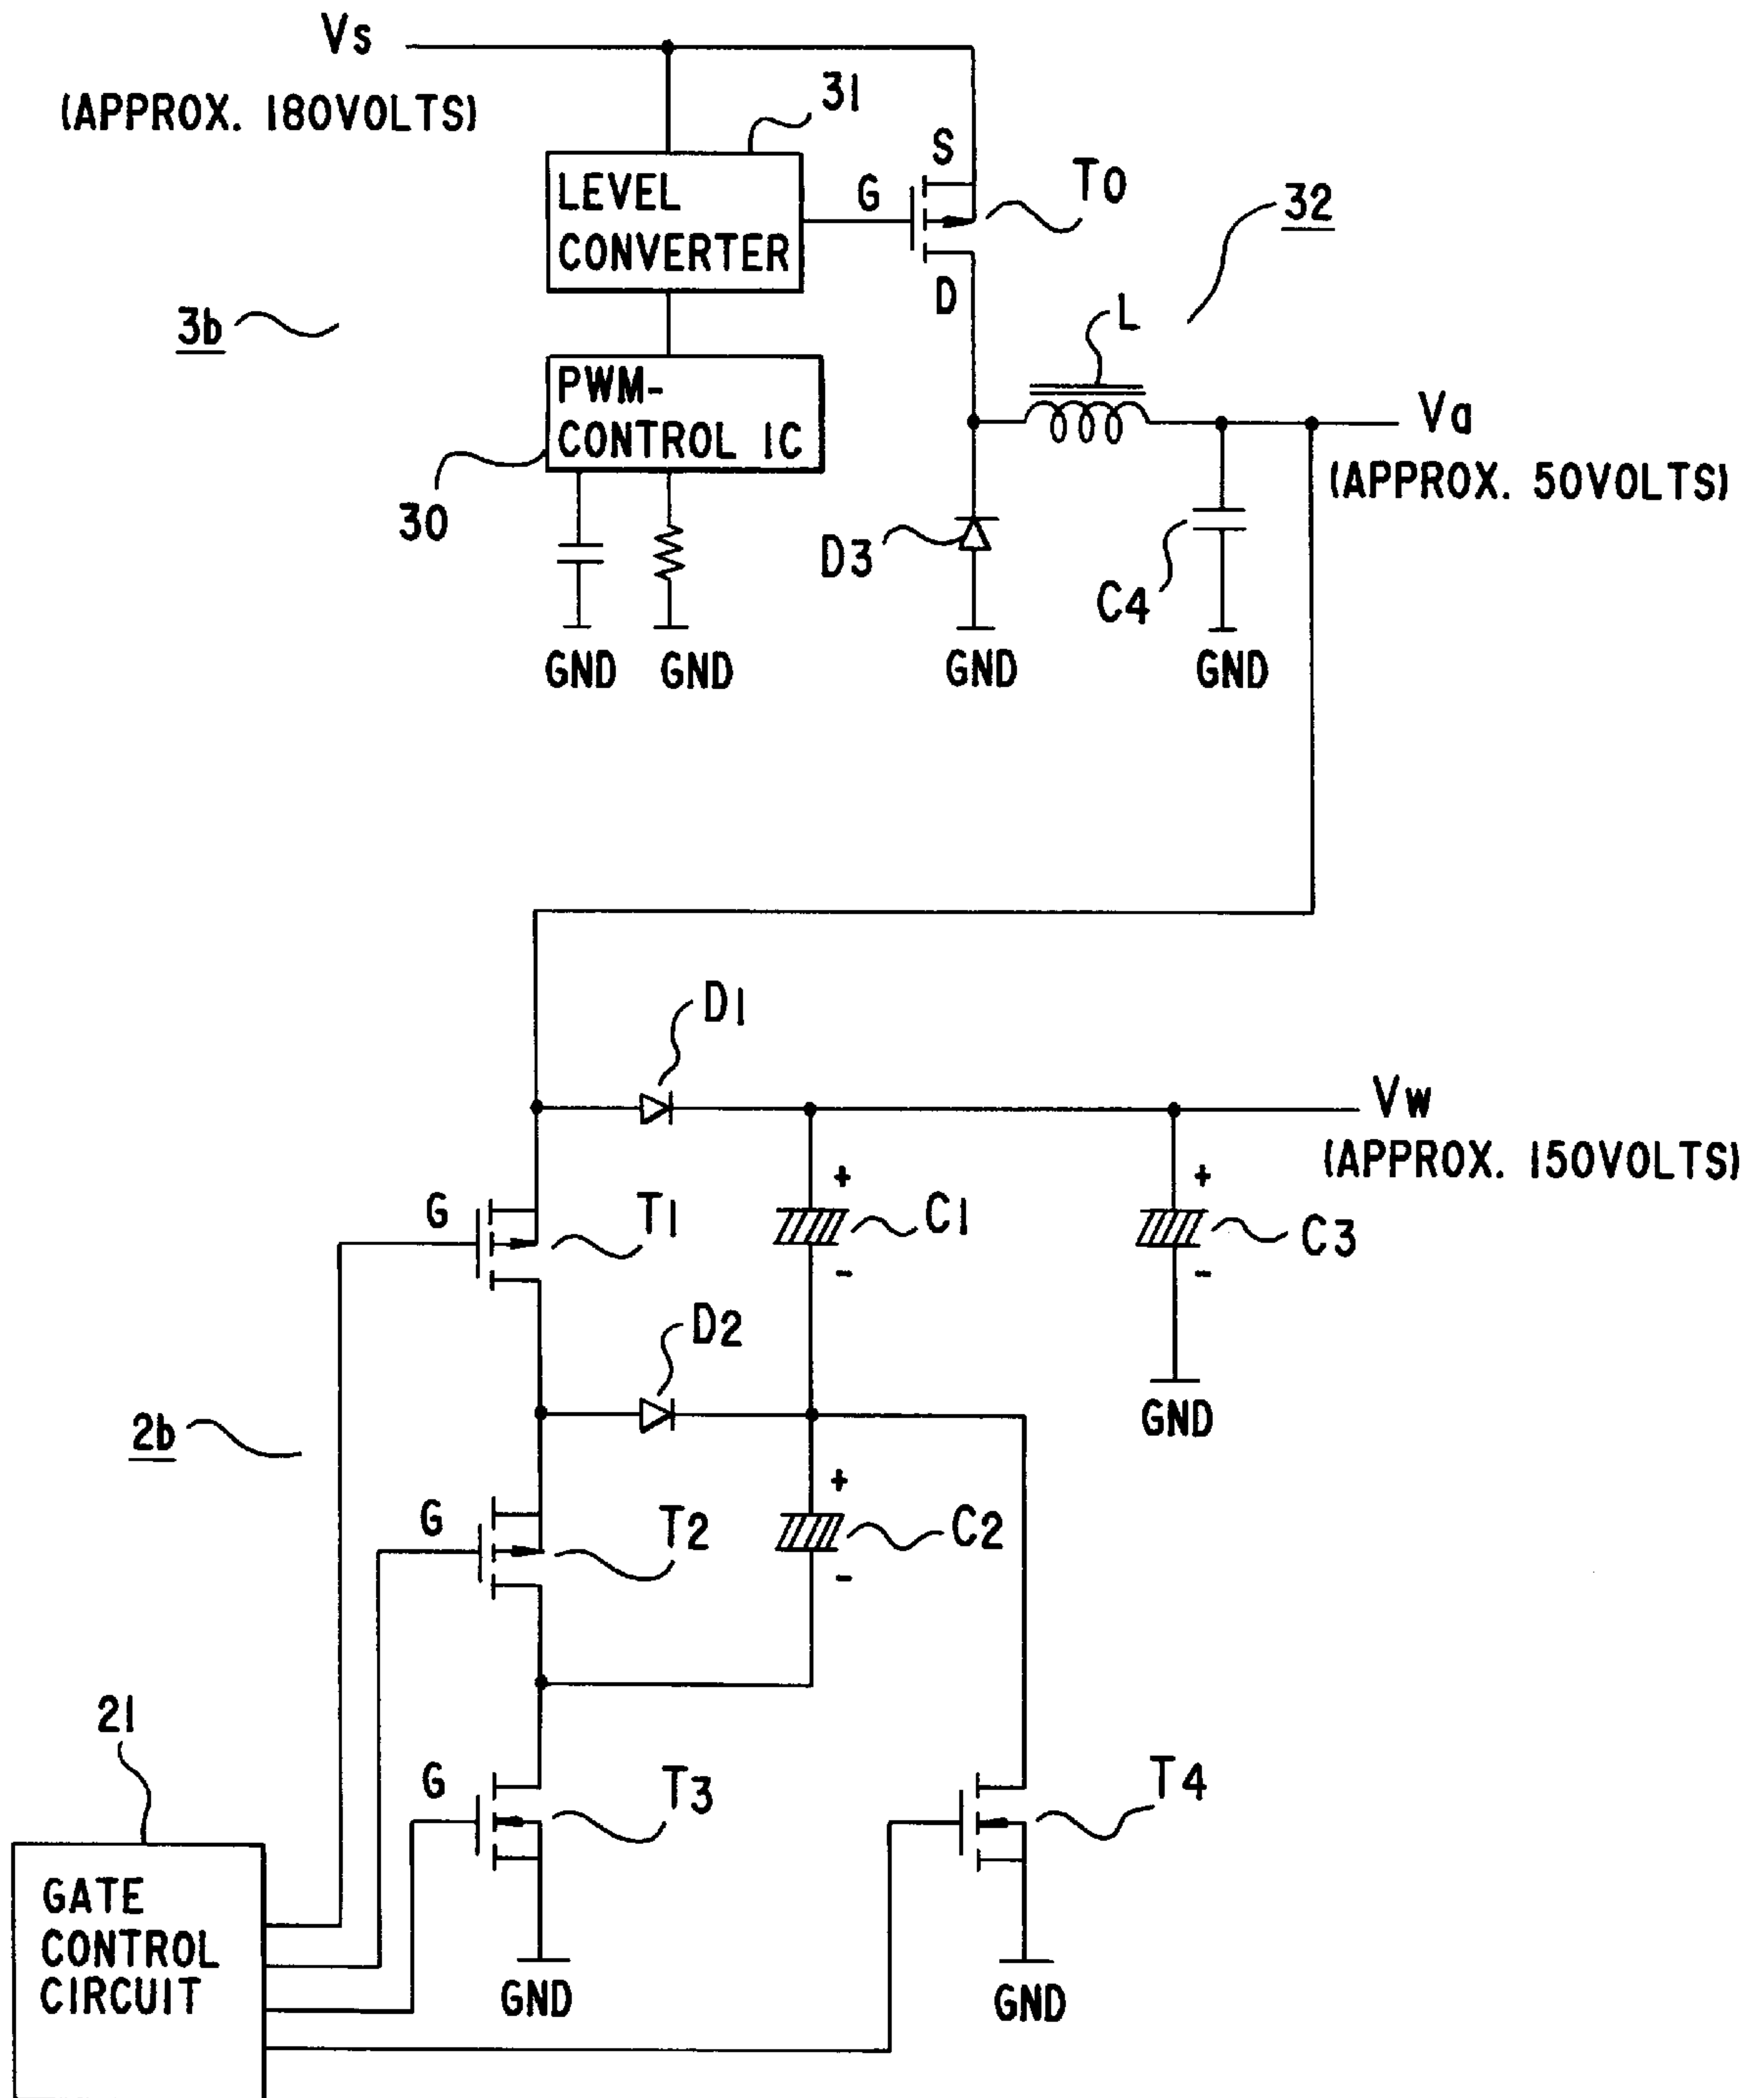 Vs
(APPROX. 180VOLTS)
31
LEVEL
CONVERTER
S
G
D
T0
32
3b
L
PWM-
CONTROL IC
30
Va
(APPROX. 50VOLTS)
D3
C4
GND
GND
GND
GND
D1
Vw
(APPROX. 150VOLTS)
G
T1
+
C1
-
+
C3
-
D2
GND
2b
G
T2
+
C2
-
21
G
T3
T4
GATE
CONTROL
CIRCUIT
GND
GND